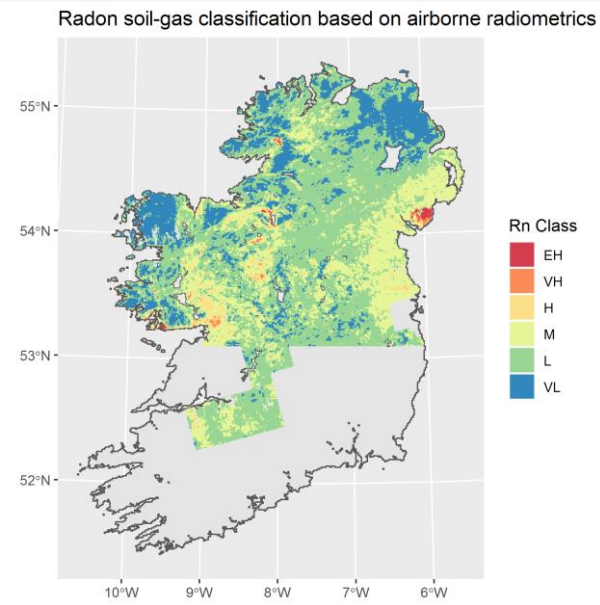 Radon soil-gas classification based on airborne radiometrics
55°N
54°N
53°N
52°N
10°W 9°W 8°W 7°W 6°W
Rn Class
EH
VH
H
M
L
VL